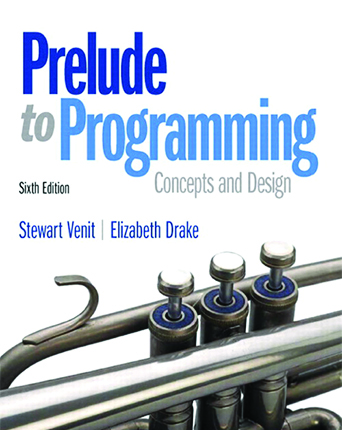 Prelude
to Programming
Concepts and Design
Sixth Edition
Stewart Venit | Elizabeth Drake